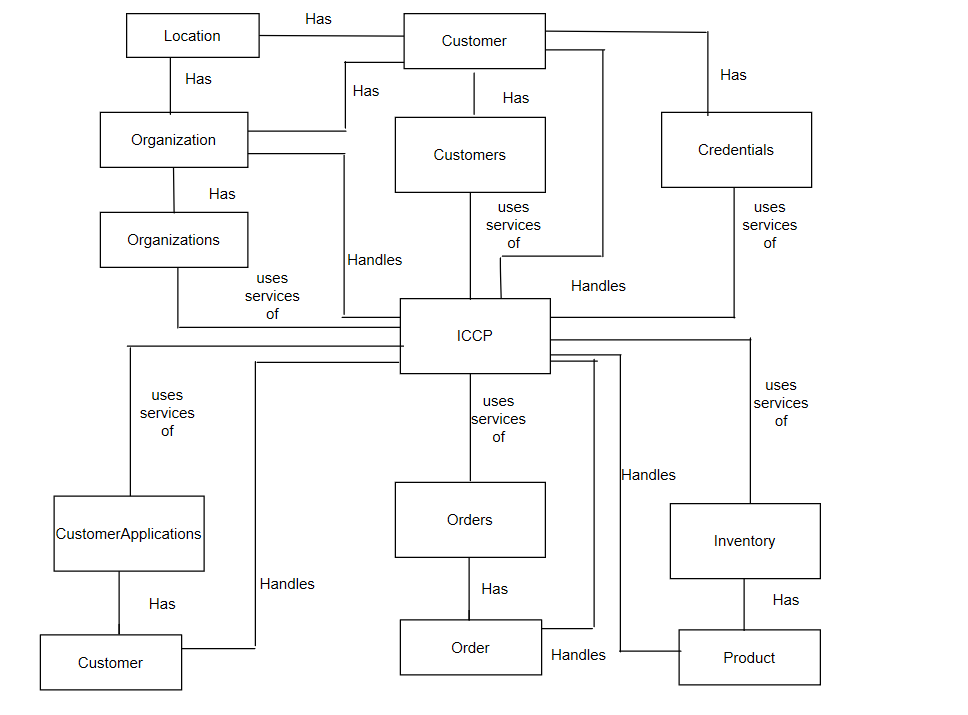 Has
Location
Customer
Has
Has
Has
Has
Organization
Customers
Credentials
Has
uses
services
of
uses
services
of
Organizations
Handles
uses
services
of
Handles
ICCP
uses
services
of
uses
services
of
uses
services
of
Handles
Orders
CustomerApplications
Inventory
Handles
Has
Has
Has
Order
Handles
Product
Customer